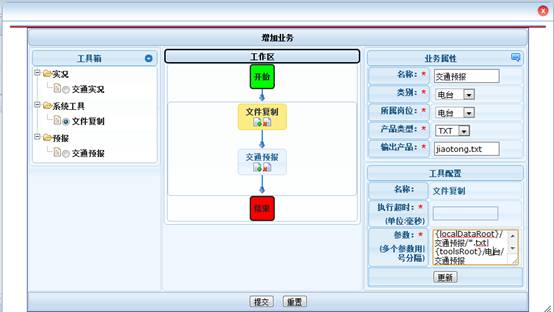 增加业务
工具箱
实况
交通实况
系统工具
文件复制
预报
交通预报
工作区
开始
文件复制
交通预报
结束
业务属性
名称：* 交通预报
类别：* 电台
所属岗位：* 电台
产品类型：* TXT
输出产品：* jiaotong.txt
工具配置
名称： 文件复制
执行超时：*
(单位:毫秒)
参数：*
(多个参数用|
号分隔)
{localDataRoot}/
交通预报/*.txt|
{toolsRoot}/电台/
交通预报
更新
提交 重置